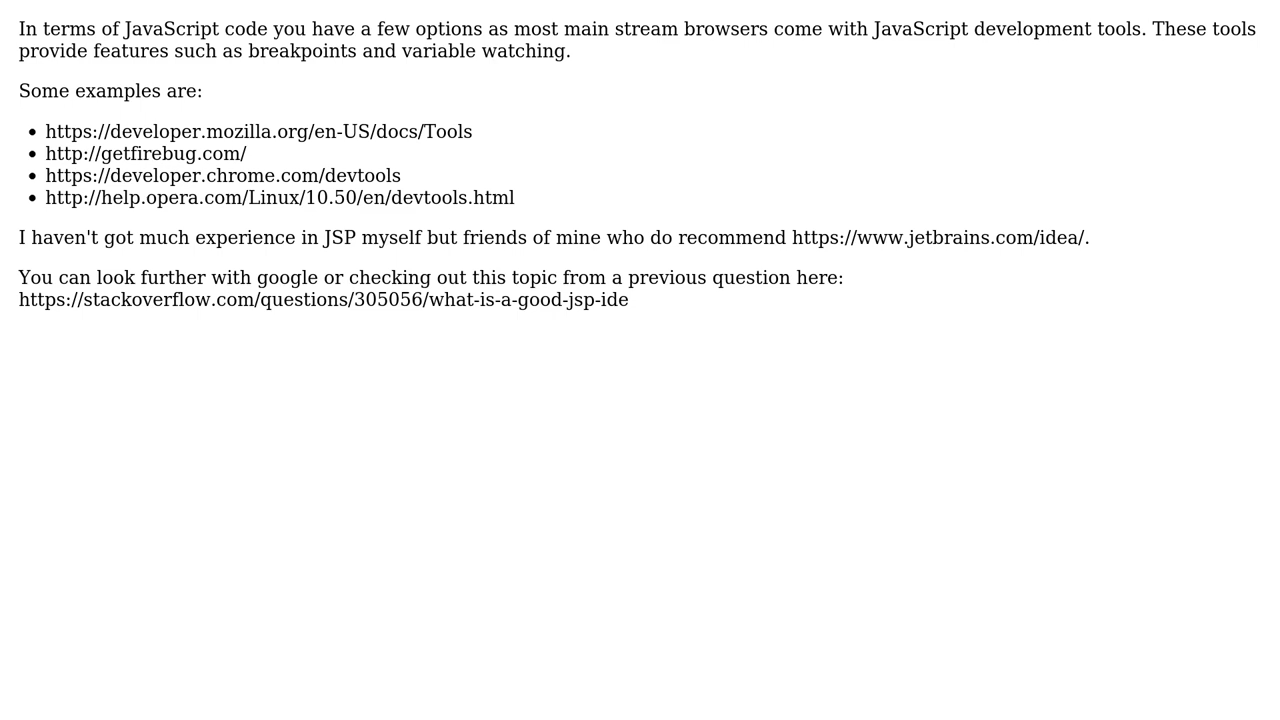 In terms of JavaScript code you have a few options as most main stream browsers come with JavaScript development tools. These tools
provide features such as breakpoints and variable watching.
Some examples are:
• https://developer.mozilla.org/en-US/docs/Tools
• http://getfirebug.com/
• https://developer.chrome.com/devtools
• http://help.opera.com/Linux/10.50/en/devtools.html
I haven't got much experience in JSP myself but friends of mine who do recommend https://www.jetbrains.com/idea/.
You can look further with google or checking out this topic from a previous question here:
https://stackoverflow.com/questions/305056/what-is-a-good-jsp-ide